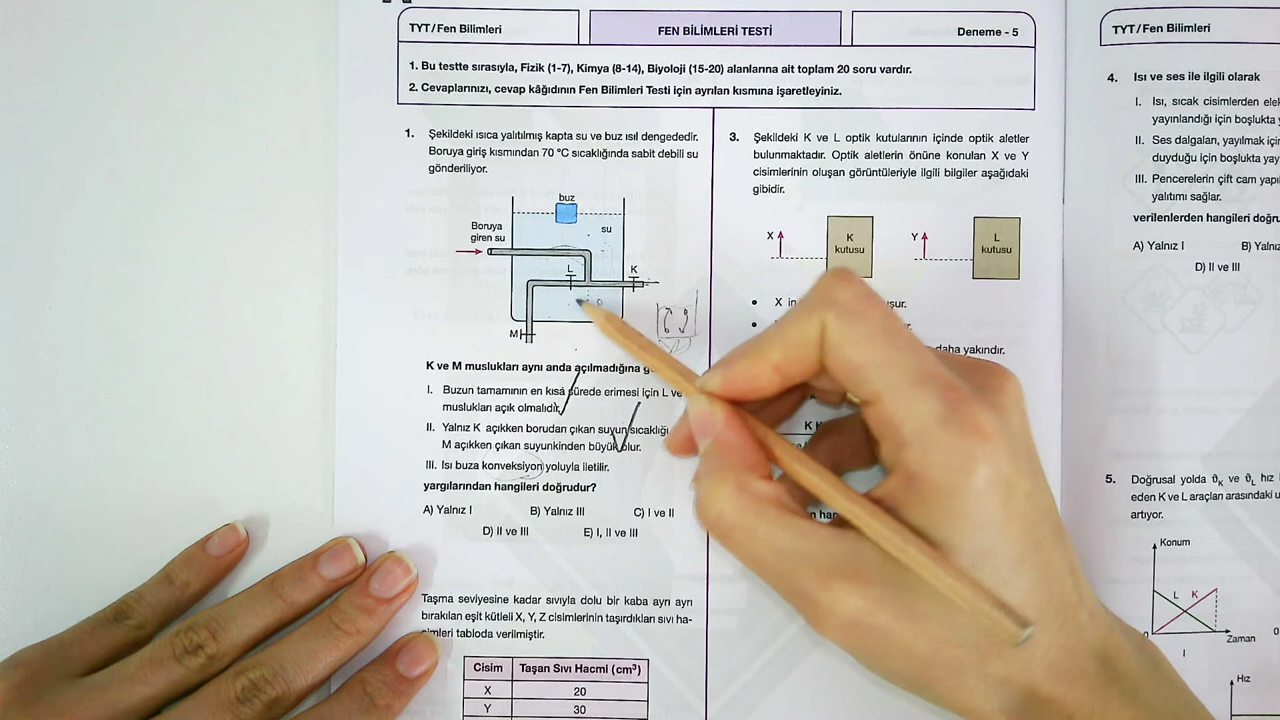 TYT/Fen Bilimleri
FEN BİLİMLERİ TESTİ
Deneme - 5
1. Bu testte sırasıyla, Fizik (1-7), Kimya (8-14), Biyoloji (15-20) alanlarına ait toplam 20 soru vardır.
2. Cevaplarınızı, cevap kâğıdının Fen Bilimleri Testi için ayrılan kısmına işaretleyiniz.
1. Şekildeki ısıca yalıtılmış kapta su ve buz ısıl dengededir.
Boruya giriş kısmından 70 °C sıcaklığında sabit debili su
gönderiliyor.
buz
su
Boruya
giren su
L
K
M
K ve M muslukları aynı anda açılmadığına
I. Buzun tamamının en kısa sürede erimesi için L ve
muslukları açık olmalıdır.
II. Yalnız K açıkken borudan çıkan suyun sıcaklığı
M açıkken çıkan suyunkinden büyük olur.
III. Isı buza konveksiyon yoluyla iletilir.
yargılarından hangileri doğrudur?
A) Yalnız I B) Yalnız III C) I ve II
D) II ve III E) I, II ve III
Taşma seviyesine kadar sıvıyla dolu bir kaba ayrı ayrı
bırakılan eşit kütleli X, Y, Z cisimlerinin taşırdıkları sıvı ha-
cimleri tabloda verilmiştir.
Cisim Taşan Sıvı Hacmi (cm³)
X 20
Y 30
3. Şekildeki K ve L optik kutularının içinde optik aletler
bulunmaktadır. Optik aletlerin önüne konulan X ve Y
cisimlerinin oluşan görüntüleriyle ilgili bilgiler aşağıdaki
gibidir.
X
K
kutusu
Y
L
kutusu
• X
daha yakındır.
TYT/Fen Bilimleri
4. Isı ve ses ile ilgili olarak
I. Isı, sıcak cisimlerden
yayınlandığı için boşlukta
II. Ses dalgaları, yayılmak
duyduğu için boşlukta
III. Pencerelerin çift cam
yalıtımı sağlar.
verilenlerden hangileri
A) Yalnız I B)
D) II ve III
5. Doğrusal yolda ϑK ve ϑL hız
eden K ve L araçları arasındaki
artıyor.
Konum
L K
0
Zaman
I
Hız